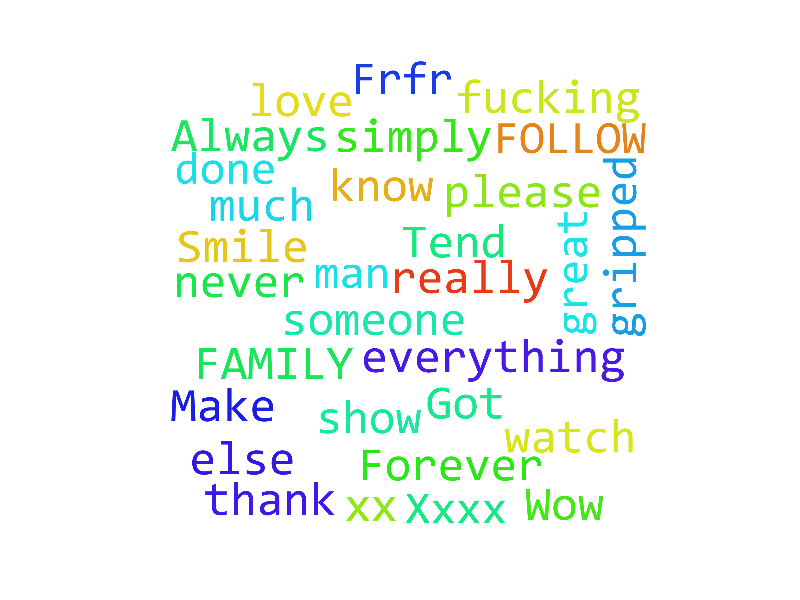 Frfr
love fucking
Always simply FOLLOW
done know please gripped
much
Smile Tend great
never man really
someone
FAMILY everything
Make show Got
watch
else Forever
thank xx Xxxx Wow